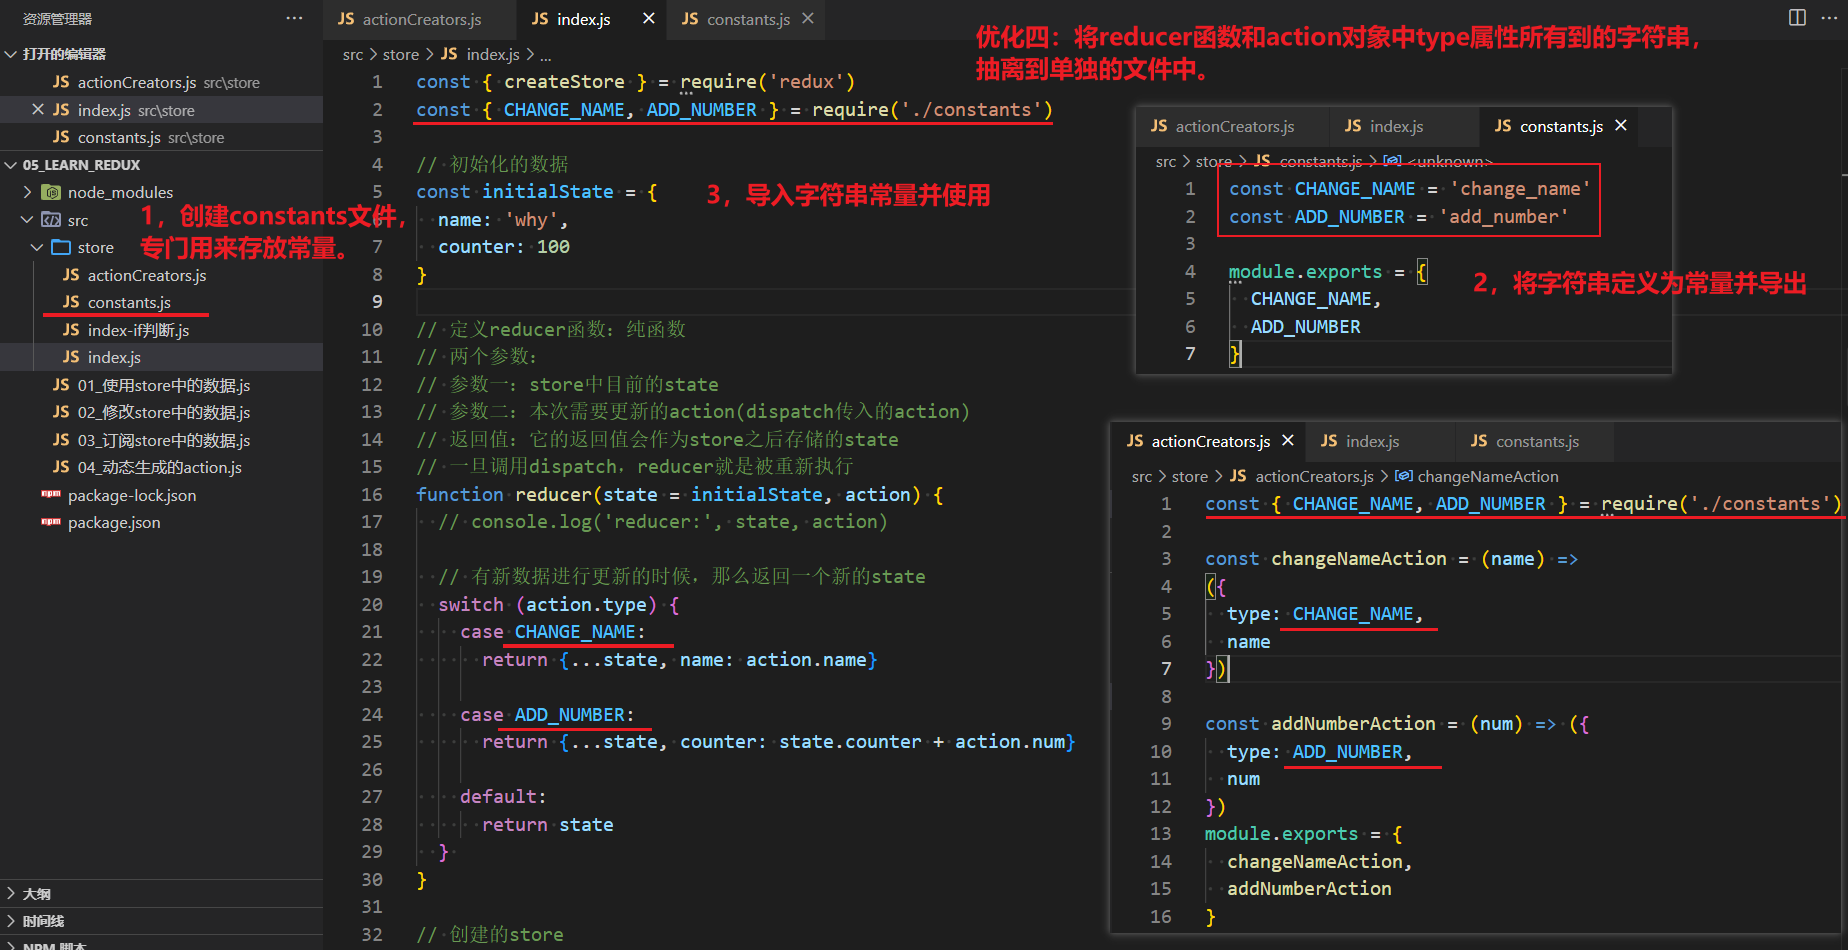 资源管理器
打开的编辑器
JS actionCreators.js src\store
JS index.js src\store
JS constants.js src\store
05_LEARN_REDUX
node_modules
src
store
JS actionCreators.js
JS constants.js
JS index-if判断.js
JS index.js
JS 01_使用store中的数据.js
JS 02_修改store中的数据.js
JS 03_订阅store中的数据.js
JS 04_动态生成的action.js
package-lock.json
package.json
大纲
时间线
NPM 脚本
1，创建constants文件，
专门用来存放常量。
JS actionCreators.js
JS index.js
JS constants.js
src > store > JS index.js > ...
1 const { createStore } = require('redux')
2 const { CHANGE_NAME, ADD_NUMBER } = require('./constants')
3
4 // 初始化的数据
5 const initialState = {
6 name: 'why',
7 counter: 100
8 }
9
10 // 定义reducer函数：纯函数
11 // 两个参数：
12 // 参数一：store中目前的state
13 // 参数二：本次需要更新的action(dispatch传入的action)
14 // 返回值：它的返回值会作为store之后存储的state
15 // 一旦调用dispatch，reducer就是被重新执行
16 function reducer(state = initialState, action) {
17 // console.log('reducer:', state, action)
18
19 // 有新数据进行更新的时候，那么返回一个新的state
20 switch (action.type) {
21 case CHANGE_NAME:
22 return {...state, name: action.name}
23
24 case ADD_NUMBER:
25 return {...state, counter: state.counter + action.num}
26
27 default:
28 return state
29 }
30 }
31
32 // 创建的store
3，导入字符串常量并使用
优化四：将reducer函数和action对象中type属性所有到的字符串，
抽离到单独的文件中。
JS actionCreators.js
JS index.js
JS constants.js
src > store > JS constants.js > <unknown>
1 const CHANGE_NAME = 'change_name'
2 const ADD_NUMBER = 'add_number'
3
4 module.exports = {
5 CHANGE_NAME,
6 ADD_NUMBER
7 }
2，将字符串定义为常量并导出
JS actionCreators.js
JS index.js
JS constants.js
src > store > JS actionCreators.js > changeNameAction
1 const { CHANGE_NAME, ADD_NUMBER } = require('./constants')
2
3 const changeNameAction = (name) =>
4 ({
5 type: CHANGE_NAME,
6 name
7 })
8
9 const addNumberAction = (num) => ({
10 type: ADD_NUMBER,
11 num
12 })
13 module.exports = {
14 changeNameAction,
15 addNumberAction
16 }